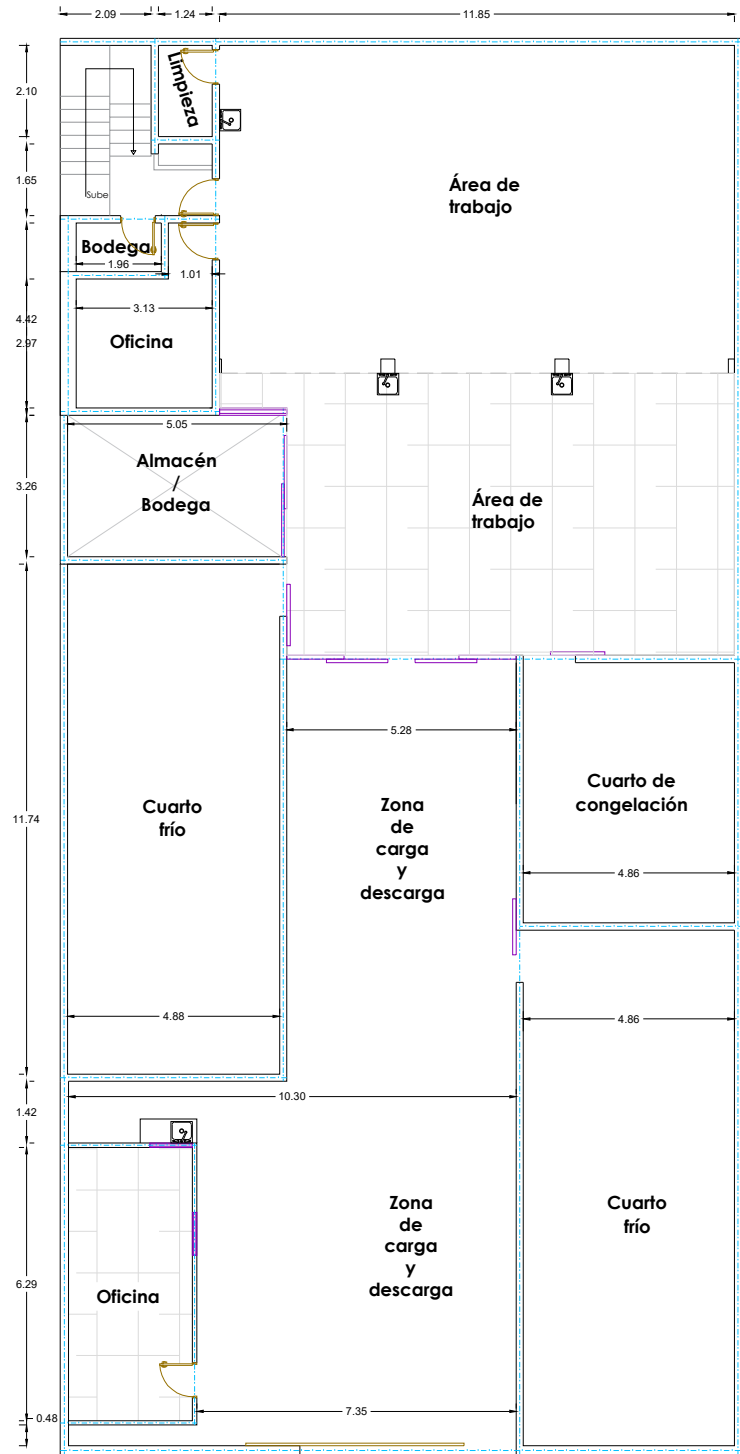 2.09
1.24
11.85
Limpieza
2.10
1.65
Área de
trabajo
Sube
Bodega
1.96
1.01
3.13
4.42
2.97
Oficina
5.05
Almacén
/
Bodega
3.26
Área de
trabajo
5.28
Cuarto
frío
11.74
Zona
de
carga
y
descarga
Cuarto de
congelación
4.86
4.88
4.86
10.30
1.42
Zona
de
carga
y
descarga
Cuarto
frío
6.29
Oficina
7.35
0.48